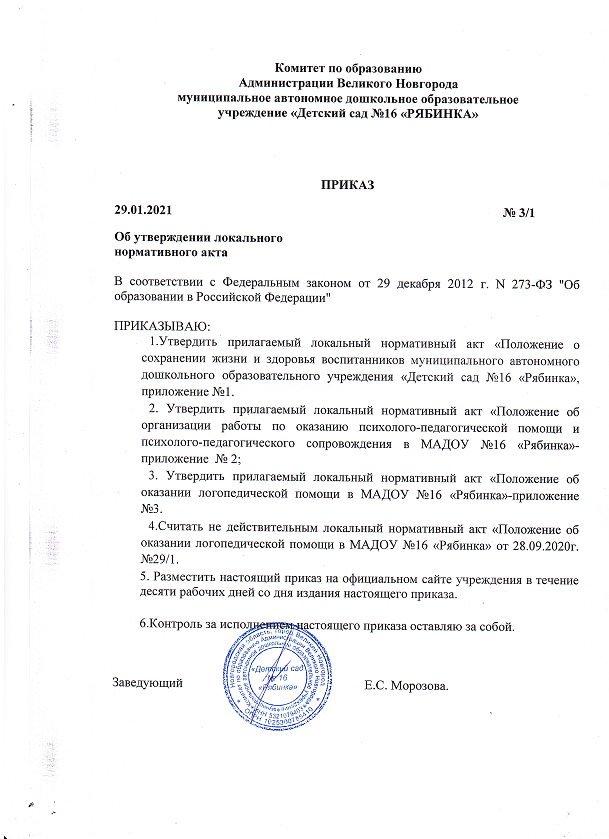 Комитет по образованию
Администрации Великого Новгорода
муниципальное автономное дошкольное образовательное
учреждение «Детский сад №16 «РЯБИНКА»
ПРИКАЗ
29.01.2021 № 3/1
Об утверждении локального
нормативного акта
В соответствии с Федеральным законом от 29 декабря 2012 г. N 273-ФЗ "Об
образовании в Российской Федерации"
ПРИКАЗЫВАЮ:
1.Утвердить прилагаемый локальный нормативный акт «Положение о
сохранении жизни и здоровья воспитанников муниципального автономного
дошкольного образовательного учреждения «Детский сад №16 «Рябинка»,
приложение №1.
2. Утвердить прилагаемый локальный нормативный акт «Положение об
организации работы по оказанию психолого-педагогической помощи и
психолого-педагогического сопровождения в МАДОУ №16 «Рябинка»-
приложение № 2;
3. Утвердить прилагаемый локальный нормативный акт «Положение об
оказании логопедической помощи в МАДОУ №16 «Рябинка»-приложение
№3.
4.Считать не действительным локальный нормативный акт «Положение об
оказании логопедической помощи в МАДОУ №16 «Рябинка» от 28.09.2020г.
№29/1.
5. Разместить настоящий приказ на официальном сайте учреждения в течение
десяти рабочих дней со дня издания настоящего приказа.
6.Контроль за исполнением настоящего приказа оставляю за собой.
Заведующий Е.С. Морозова.
«Детский сад
№ 16
«Рябинка»